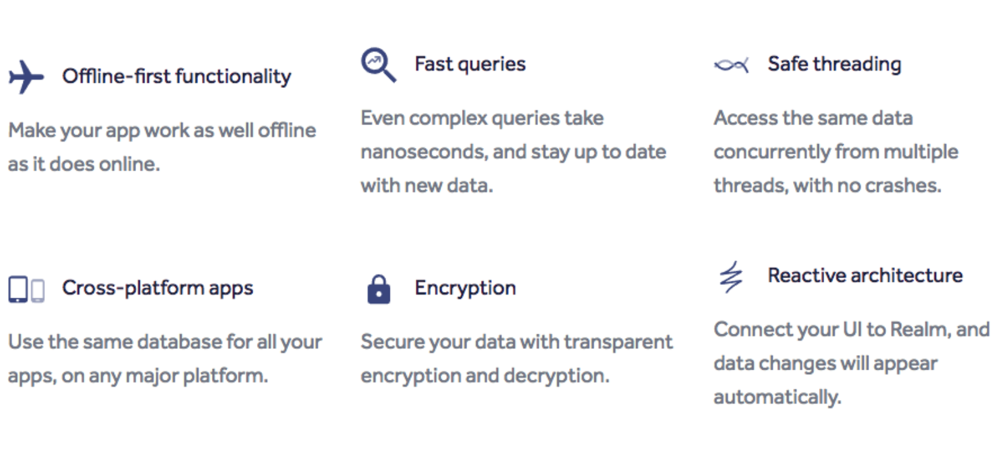 Offline-first functionality
Make your app work as well offline
as it does online.
Fast queries
Even complex queries take
nanoseconds, and stay up to date
with new data.
Safe threading
Access the same data
concurrently from multiple
threads, with no crashes.
Cross-platform apps
Use the same database for all your
apps, on any major platform.
Encryption
Secure your data with transparent
encryption and decryption.
Reactive architecture
Connect your UI to Realm, and
data changes will appear
automatically.